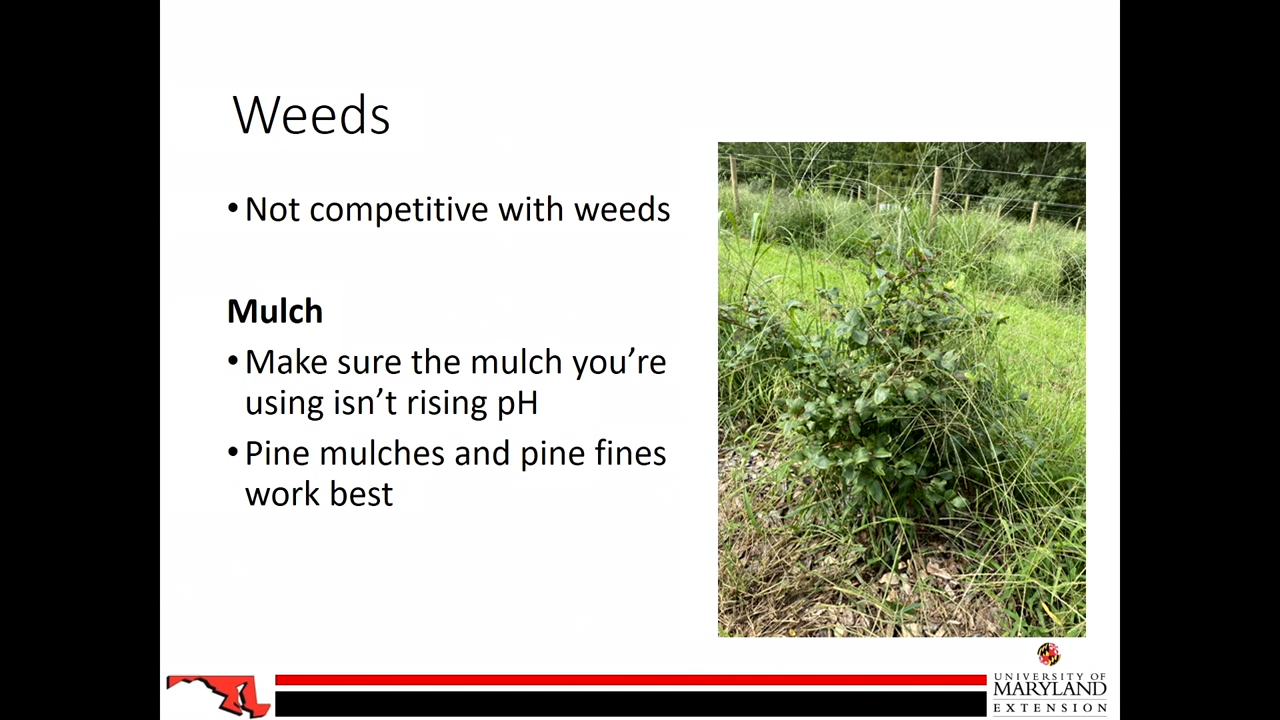 Weeds
• Not competitive with weeds
Mulch
• Make sure the mulch you’re
using isn’t rising pH
• Pine mulches and pine fines
work best
UNIVERSITY OF
MARYLAND
EXTENSION